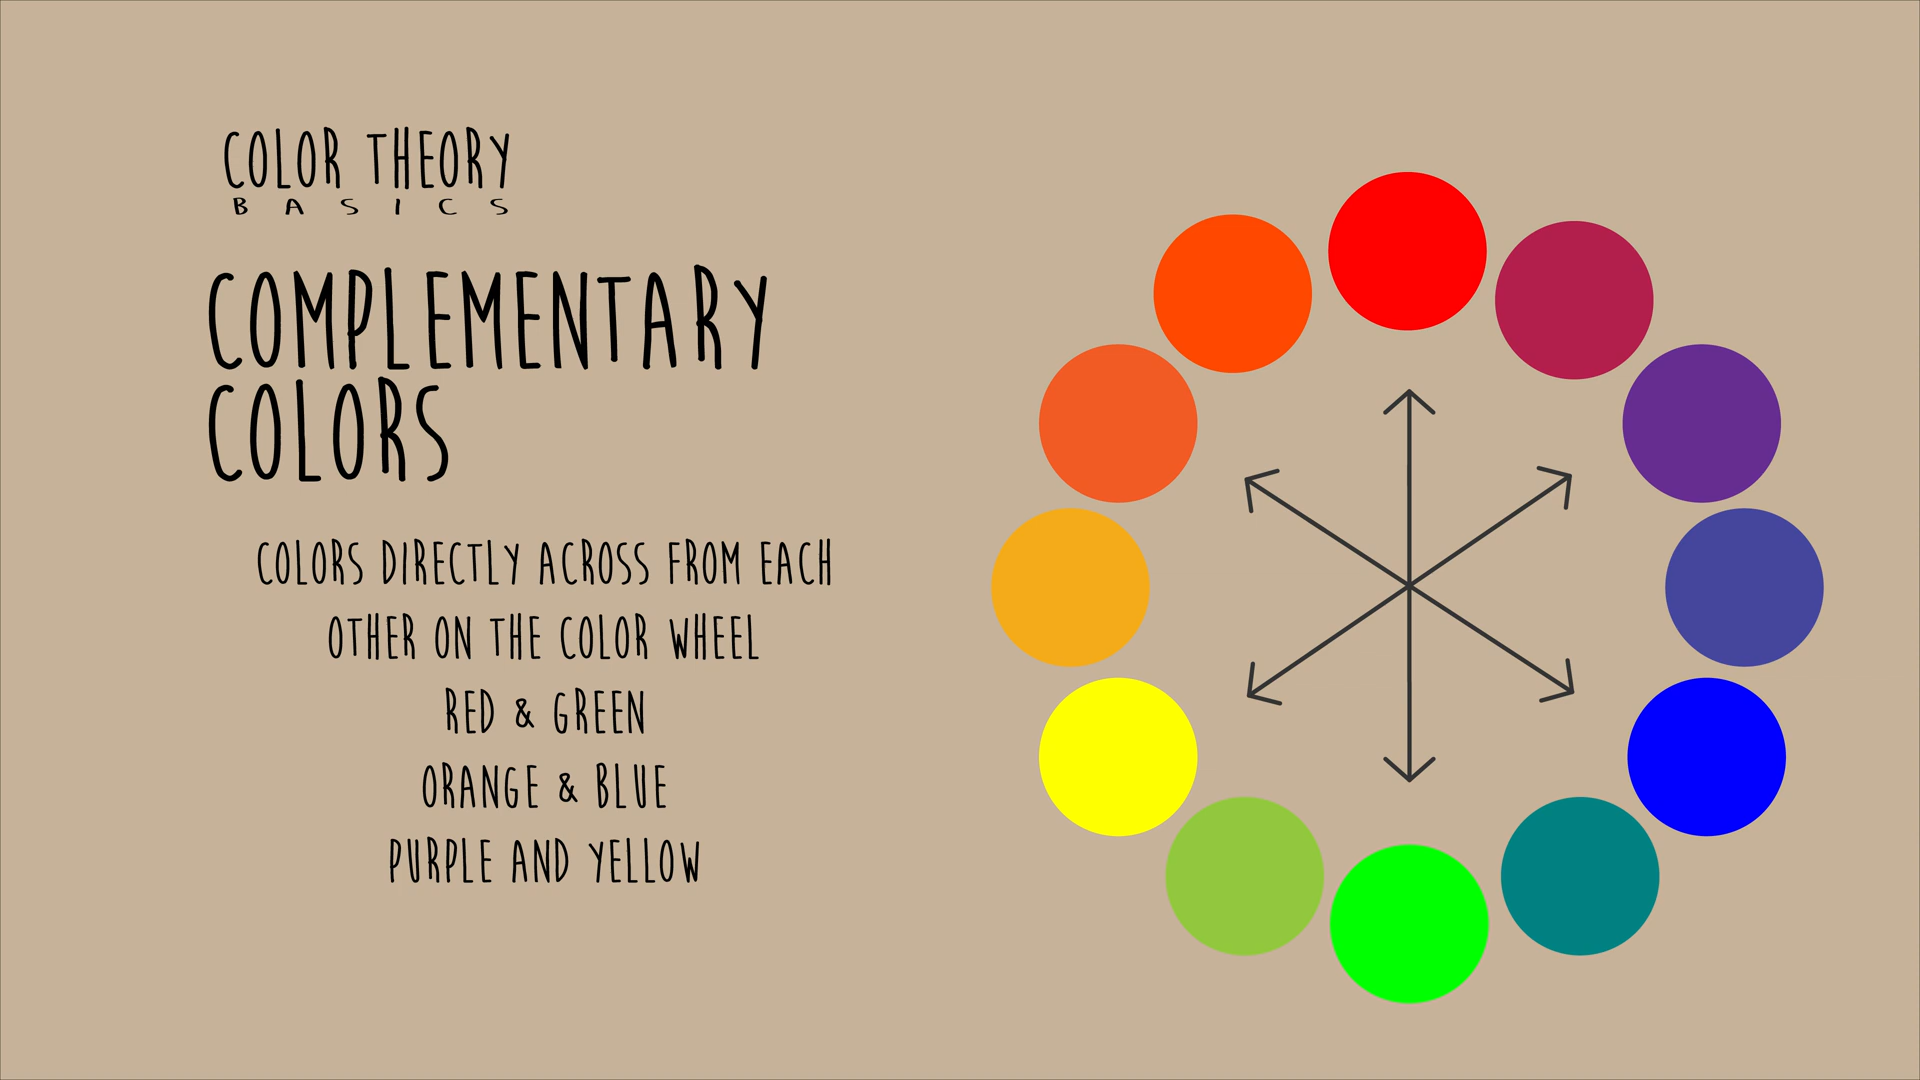 COLOR THEORY
BASICS
COMPLEMENTARY
COLORS
COLORS DIRECTLY ACROSS FROM EACH
OTHER ON THE COLOR WHEEL
RED & GREEN
ORANGE & BLUE
PURPLE AND YELLOW